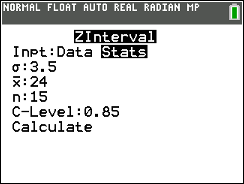 NORMAL FLOAT AUTO REAL RADIAN MP
ZInterval
Inpt:Data Stats
σ:3.5
x̄:24
n:15
C-Level:0.85
Calculate